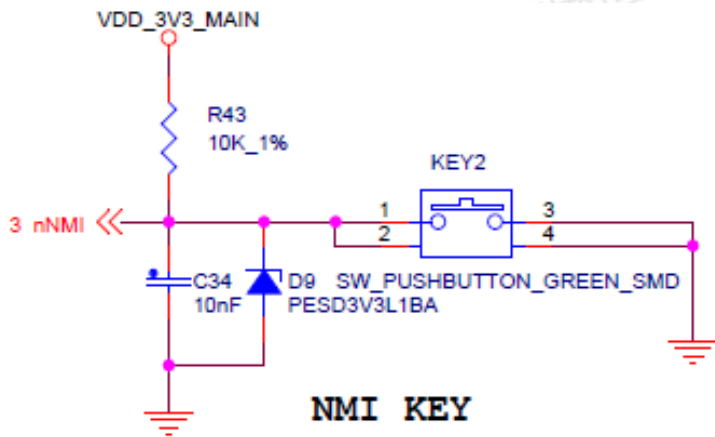 VDD_3V3_MAIN
R43
10K_1%
KEY2
3 nNMI
1
3
2
4
C34
10nF
D9
SW_PUSHBUTTON_GREEN_SMD
PESD3V3L1BA
NMI KEY